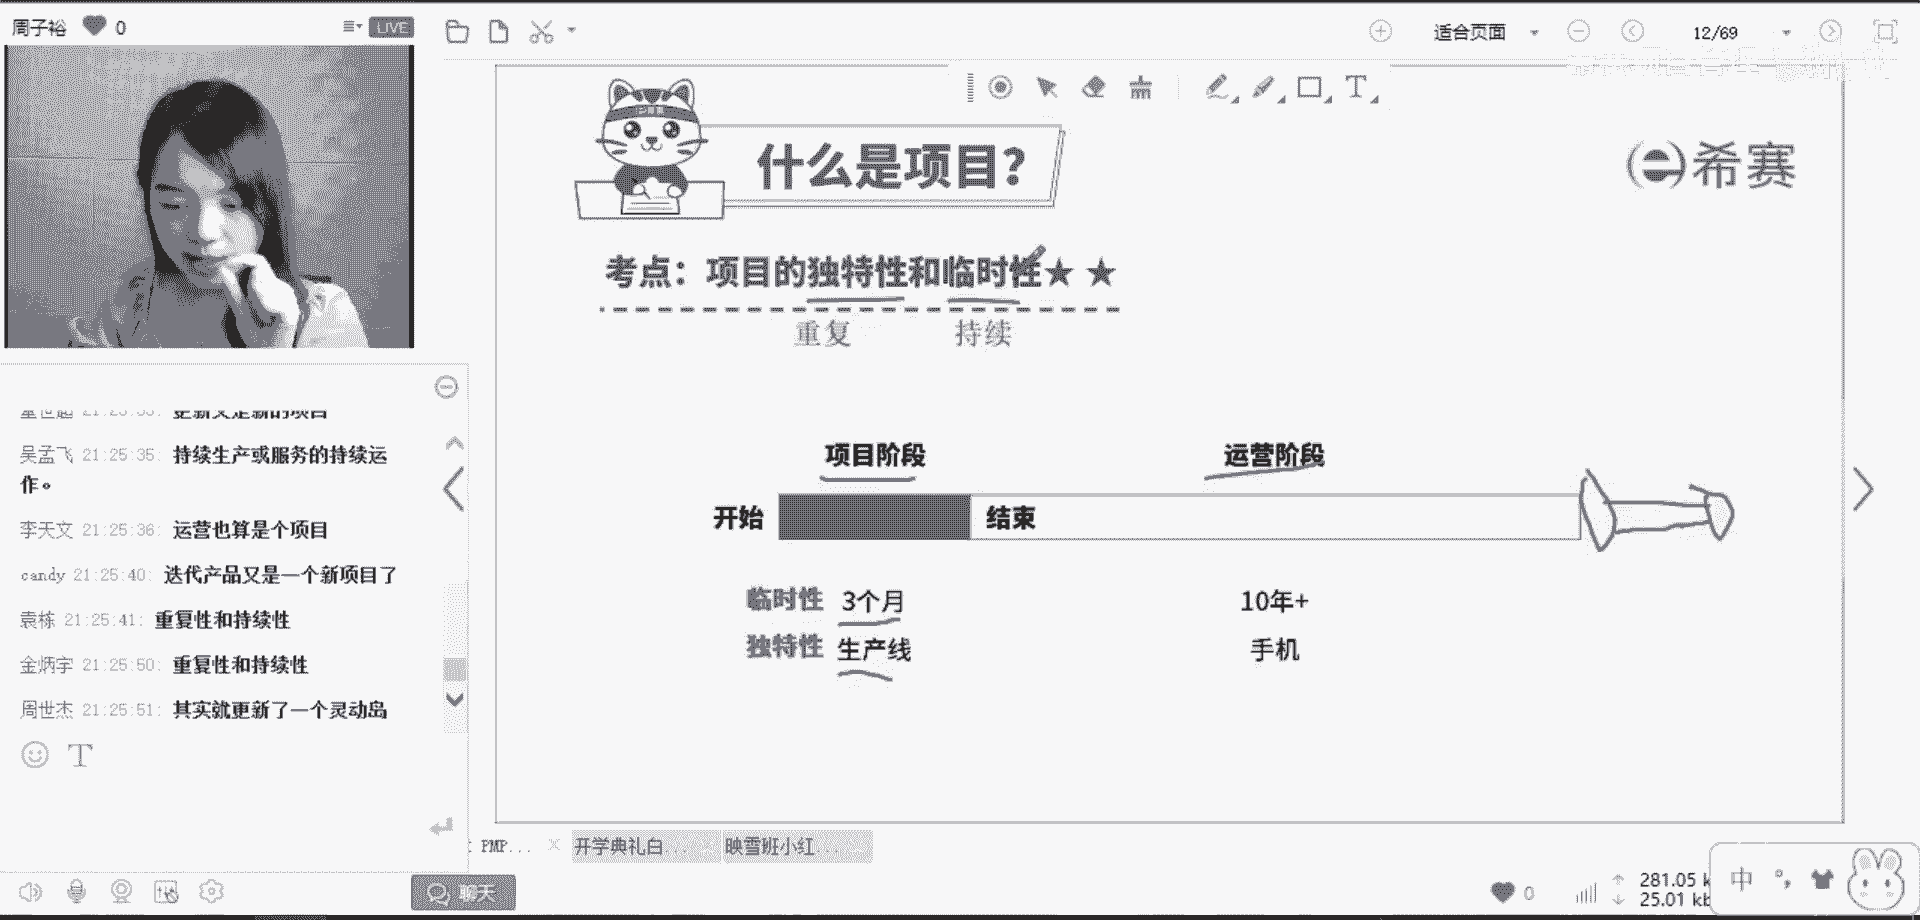 周子裕 0
LIVE
适合页面
12/69
T
什么是项目？
希赛
考点：项目的独特性和临时性★ ★
重复 持续
项目阶段 运营阶段
开始 结束
临时性 3个月 10年+
独特性 生产线 手机
更新又是新的项目
吴孟飞 21:25:35: 持续生产或服务的持续运
作。
李天文 21:25:36: 运营也算是个项目
candy 21:25:40: 迭代产品又是一个新项目了
袁栋 21:25:41: 重复性和持续性
金炳宇 21:25:50: 重复性和持续性
周世杰 21:25:51: 其实就更新了一个灵动岛
T
PMP...
开学典礼白...
映雪班小红...
聊天
0
281.05 k
25.01 kb
中